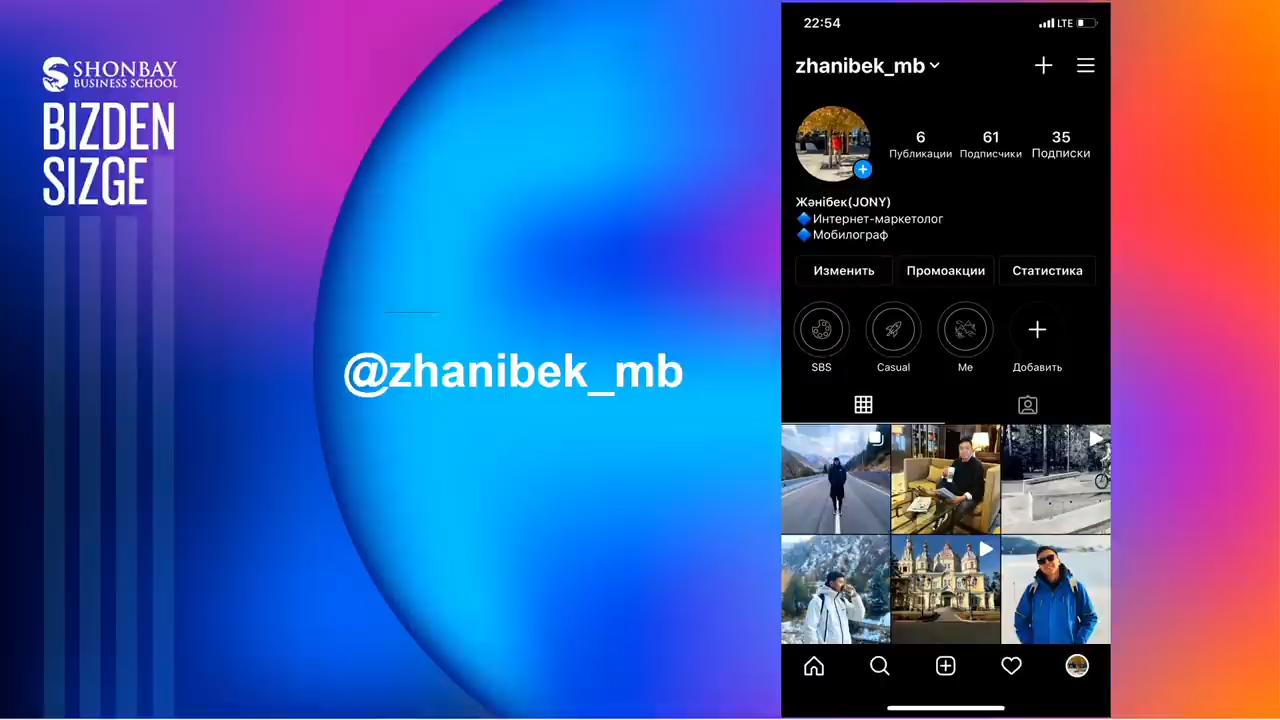 SHONBAY
BUSINESS SCHOOL
BIZDEN
SIZGE
@zhanibek_mb
22:54
LTE
zhanibek_mb
6
61
35
Публикации
Подписчики
Подписки
Жәнібек(JONY)
Интернет-маркетолог
Мобилограф
Изменить
Промоакции
Статистика
SBS
Casual
Me
Добавить